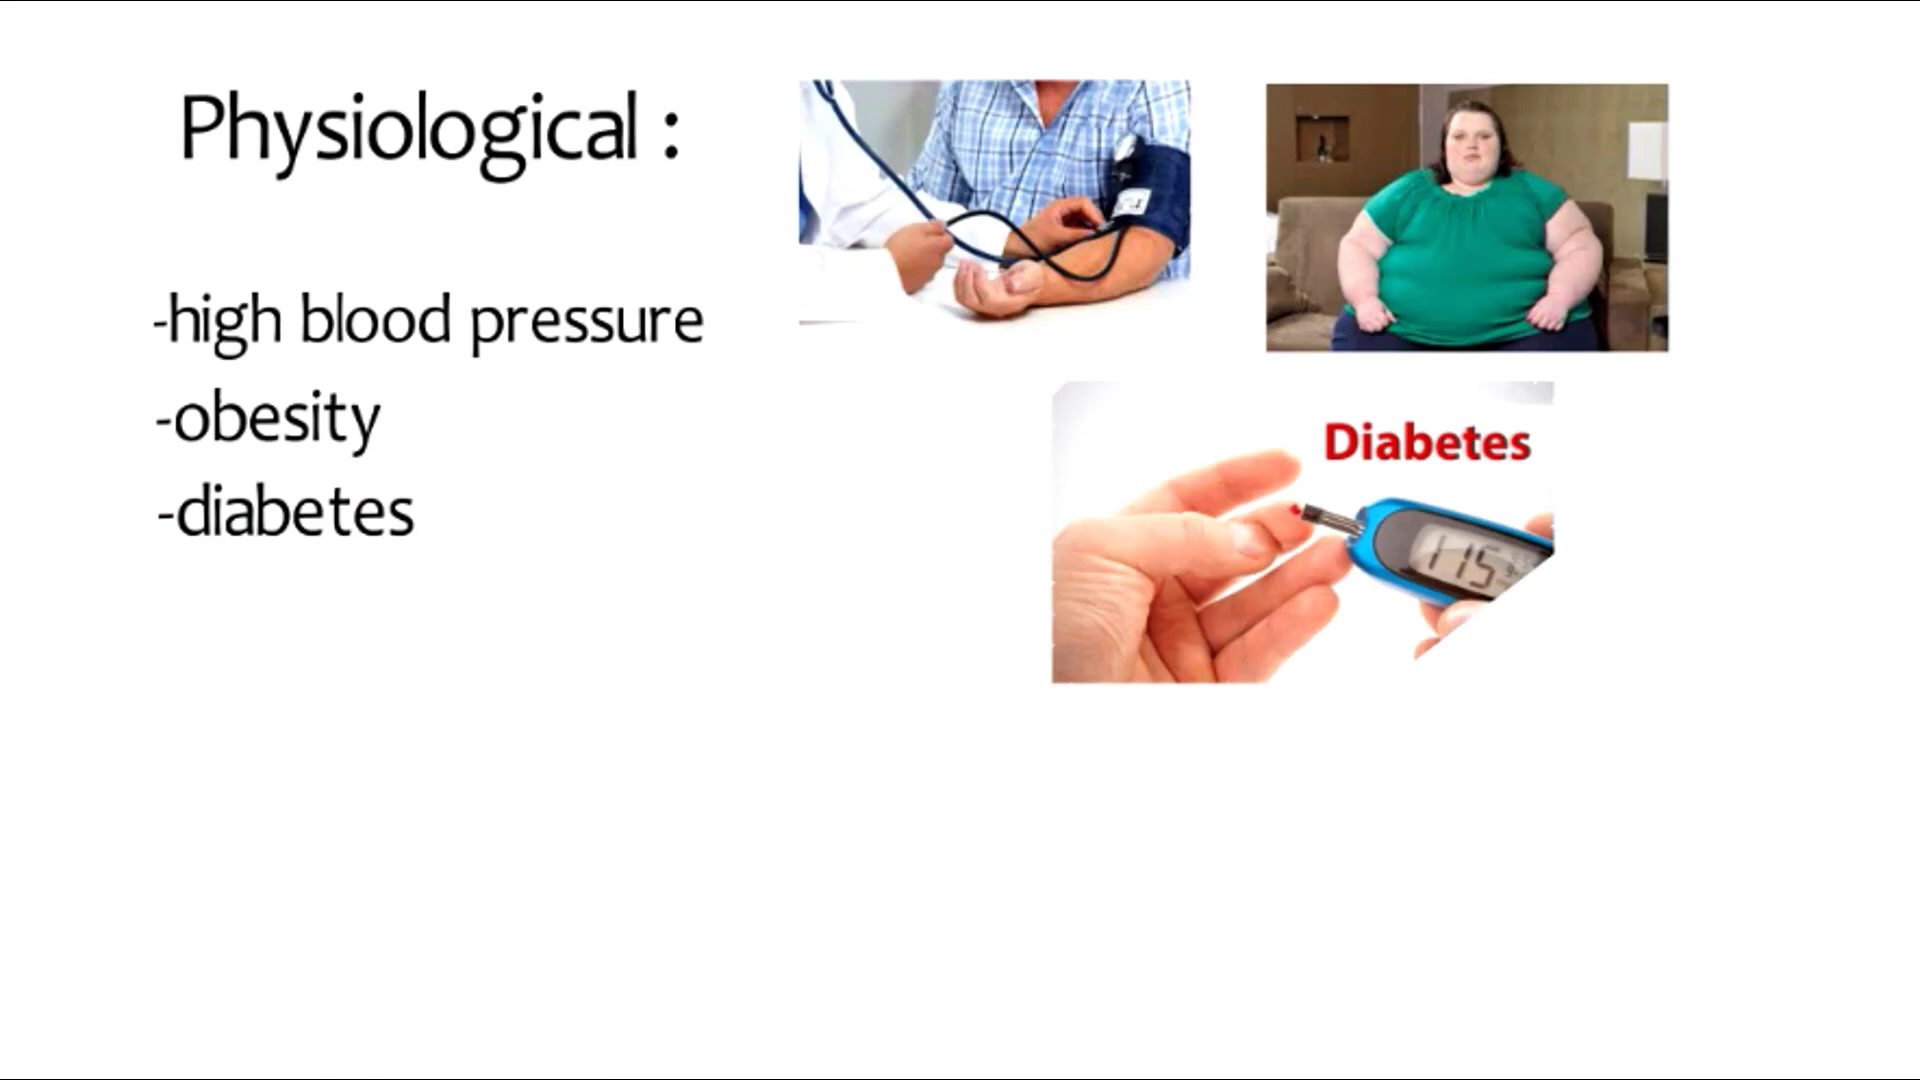 Physiological :
-high blood pressure
-obesity
-diabetes
Diabetes
115